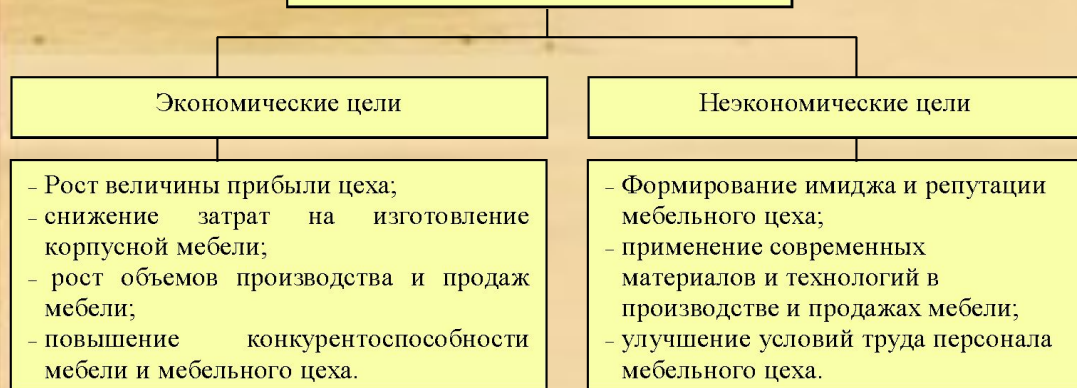 Экономические цели
– Рост величины прибыли цеха;
– снижение затрат на изготовление
корпусной мебели;
– рост объемов производства и продаж
мебели;
– повышение конкурентоспособности
мебели и мебельного цеха.
Неэкономические цели
– Формирование имиджа и репутации
мебельного цеха;
– применение современных
материалов и технологий в
производстве и продажах мебели;
– улучшение условий труда персонала
мебельного цеха.